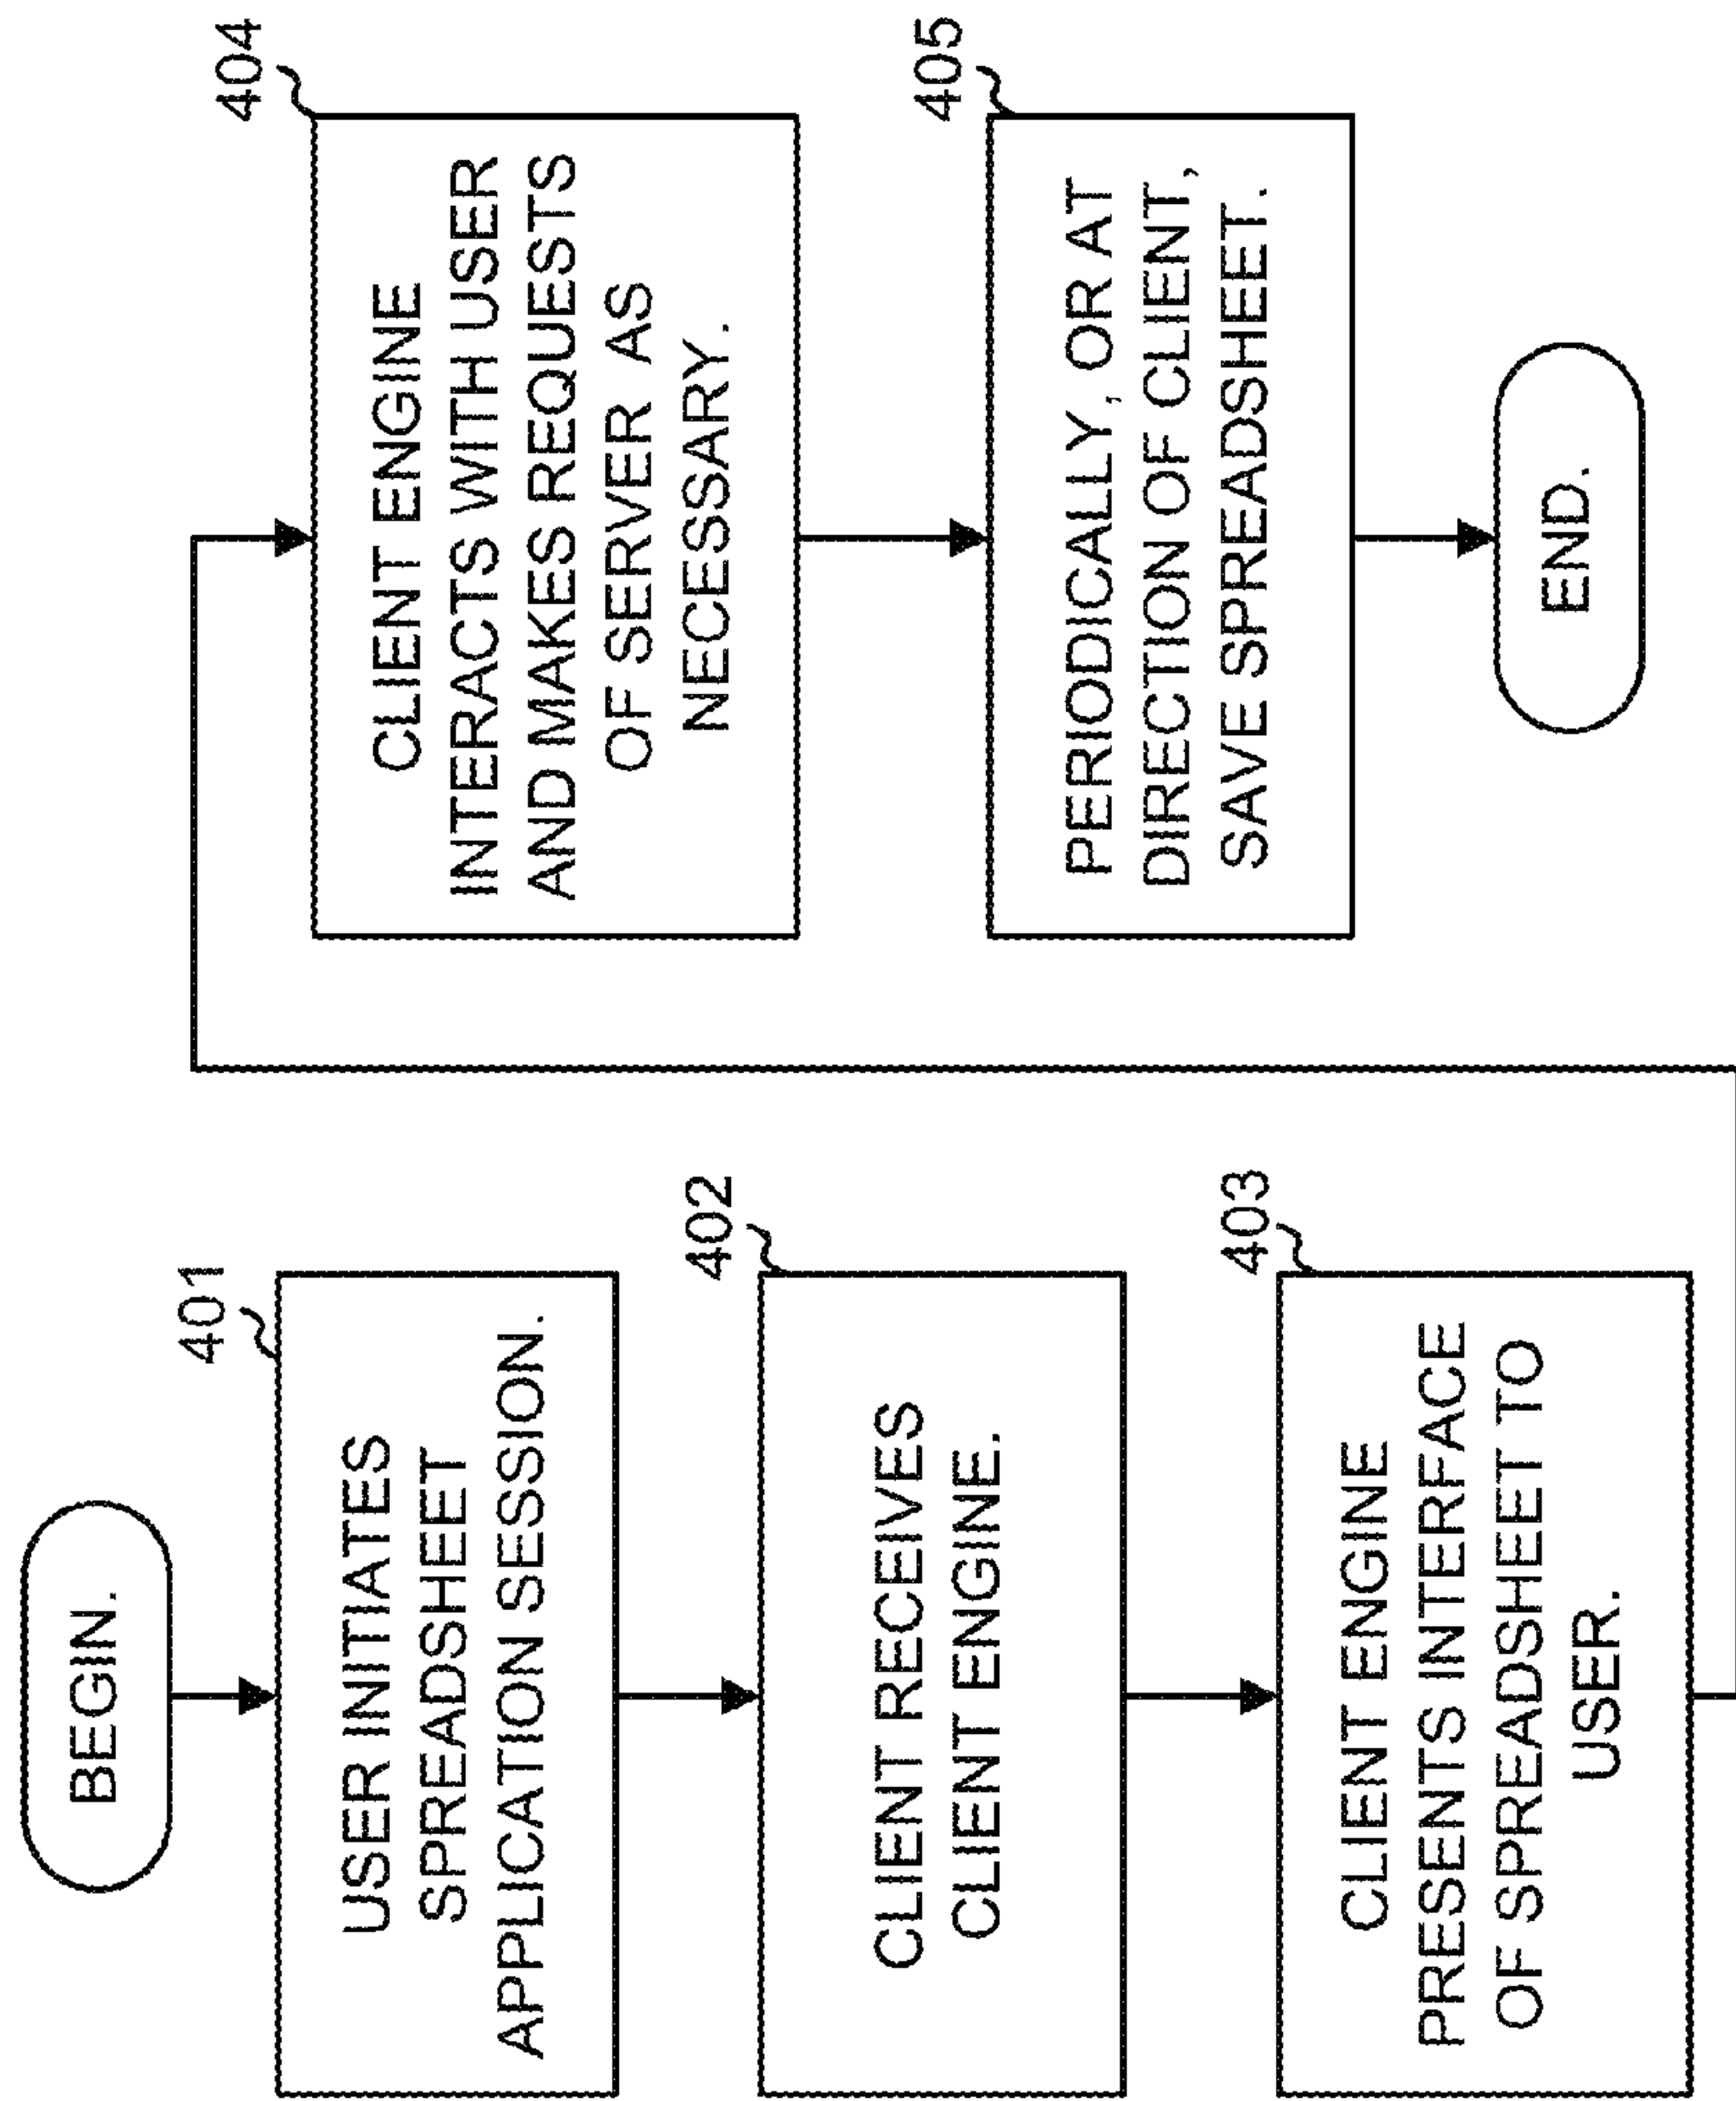 BEGIN.
401
USER INITIATES
SPREADSHEET
APPLICATION SESSION.
402
CLIENT RECEIVES
CLIENT ENGINE.
403
CLIENT ENGINE
PRESENTS INTERFACE
OF SPREADSHEET TO
USER.
404
CLIENT ENGINE
INTERACTS WITH USER
AND MAKES REQUESTS
OF SERVER AS
NECESSARY.
405
PERIODICALLY, OR AT
DIRECTION OF CLIENT,
SAVE SPREADSHEET.
END.